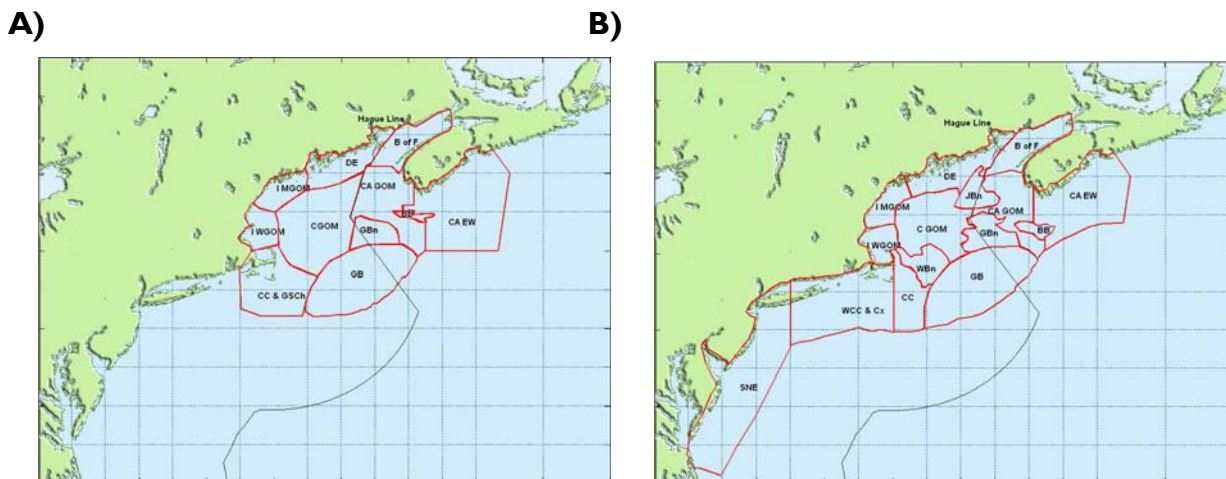 A)
B)
Hague Line
B of F
DE
I MGOM
CA GOM
BB
CA EW
CGOM
GBn
I WGOM
GB
CC & GSCh
Hague Line
B of F
DE
JBn
CA EW
I MGOM
CA GOM
C GOM
BB
GBn
I WGOM
WBn
GB
CC
WCC & Cx
SNE